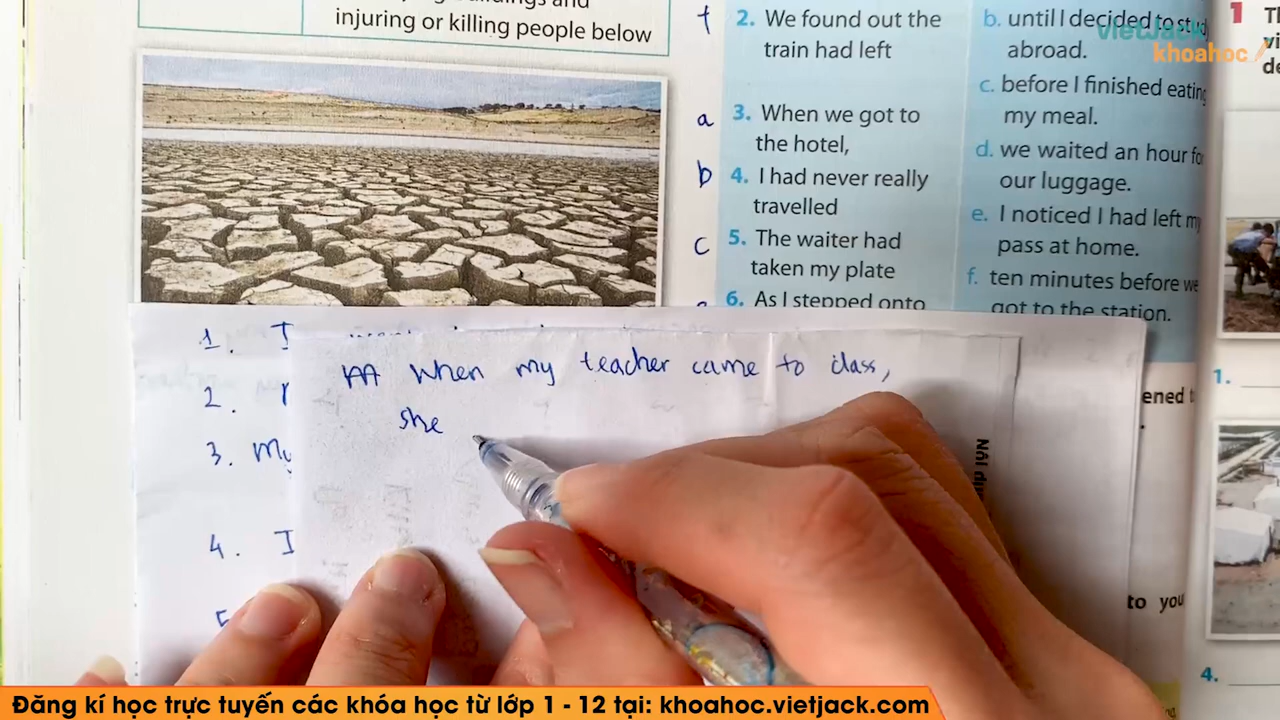 injuring or killing people below
t 2. We found out the
train had left
a 3. When we got to
the hotel,
b 4. I had never really
travelled
c 5. The waiter had
taken my plate
6. As I stepped onto
b. until I decided to
abroad.
c. before I finished eating
my meal.
d. we waited an hour
our luggage.
e. I noticed I had left
pass at home.
f. ten minutes before we
got to the station.
1
vietjack
khoahoc
1. I
2.
3. My
4. I
When my teacher came to class,
she
1.
to you
4.
Đăng kí học trực tuyến các khóa học từ lớp 1 - 12 tại: khoahoc.vietjack.com